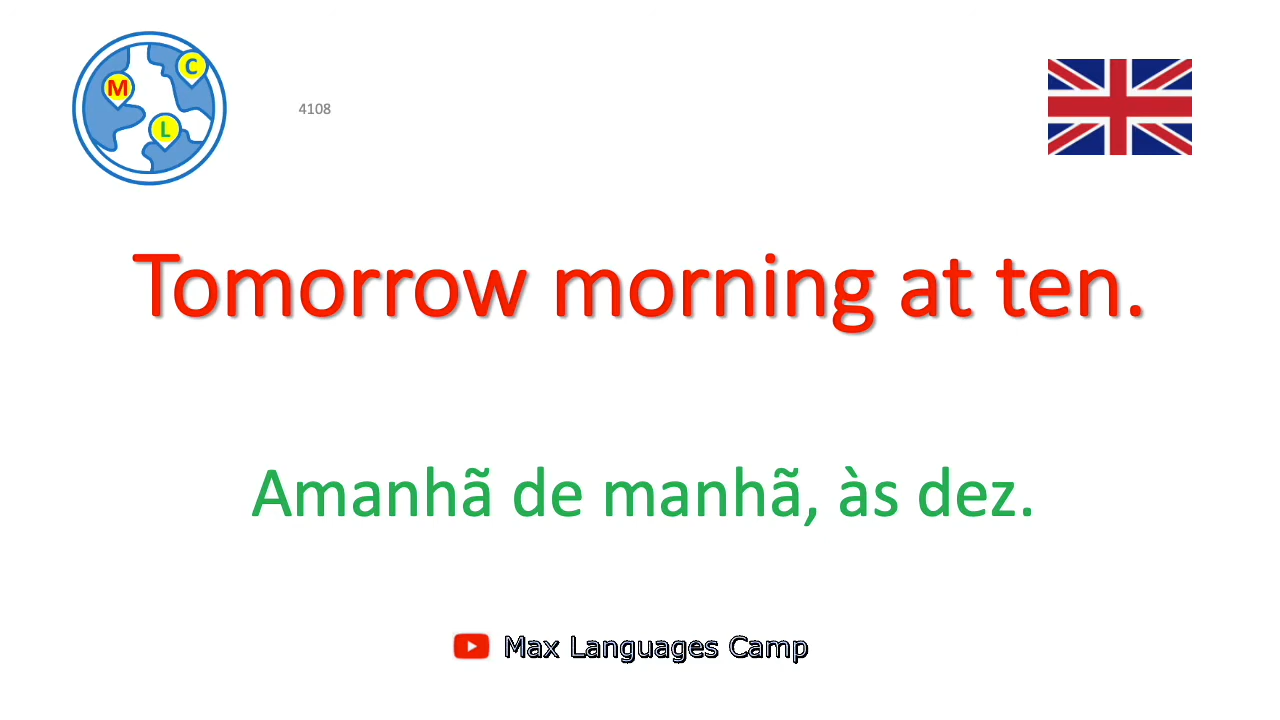 M C L
4108
Tomorrow morning at ten.
Amanhã de manhã, às dez.
Max Languages Camp